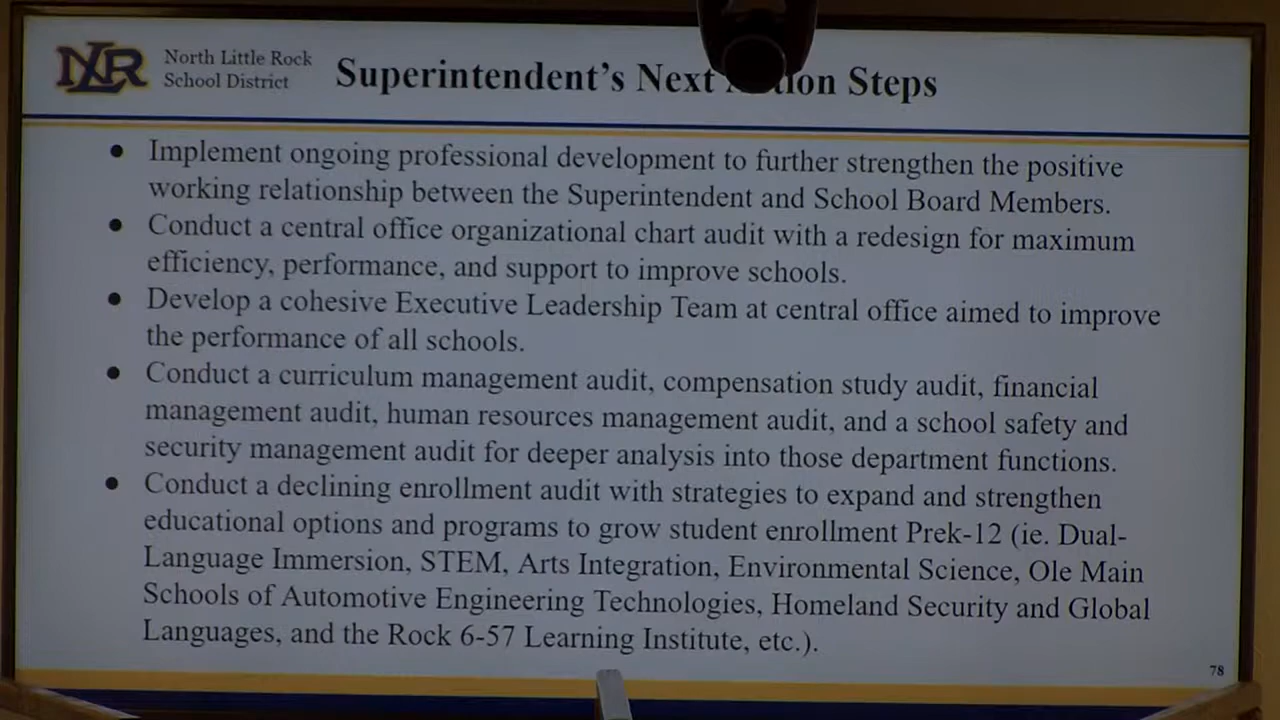 NLR
North Little Rock
School District
Superintendent's Next Steps
• Implement ongoing professional development to further strengthen the positive
working relationship between the Superintendent and School Board Members.
• Conduct a central office organizational chart audit with a redesign for maximum
efficiency, performance, and support to improve schools.
• Develop a cohesive Executive Leadership Team at central office aimed to improve
the performance of all schools.
• Conduct a curriculum management audit, compensation study audit, financial
management audit, human resources management audit, and a school safety and
security management audit for deeper analysis into those department functions.
• Conduct a declining enrollment audit with strategies to expand and strengthen
educational options and programs to grow student enrollment Prek-12 (ie. Dual-
Language Immersion, STEM, Arts Integration, Environmental Science, Ole Main
Schools of Automotive Engineering Technologies, Homeland Security and Global
Languages, and the Rock 6-57 Learning Institute, etc.).
78